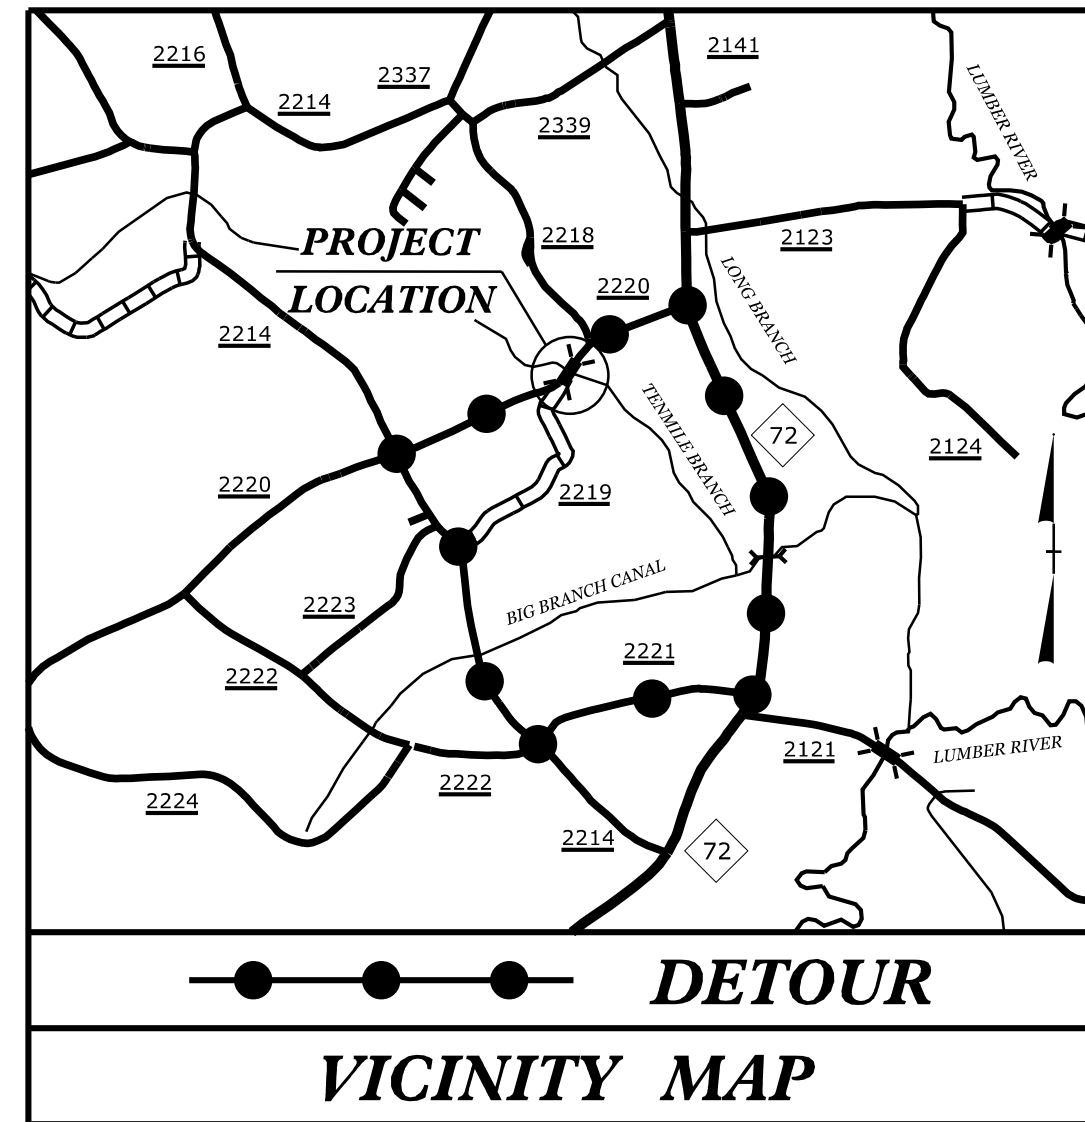 2216
2141
2337
2214
2339
LUMBER RIVER
PROJECT
LOCATION
2218
2123
2220
LONG BRANCH
2214
TENMILE BRANCH
72
2124
2220
2219
BIG BRANCH CANAL
2223
2222
2221
2121
LUMBER RIVER
2224
2222
2214
72
DETOUR
VICINITY MAP